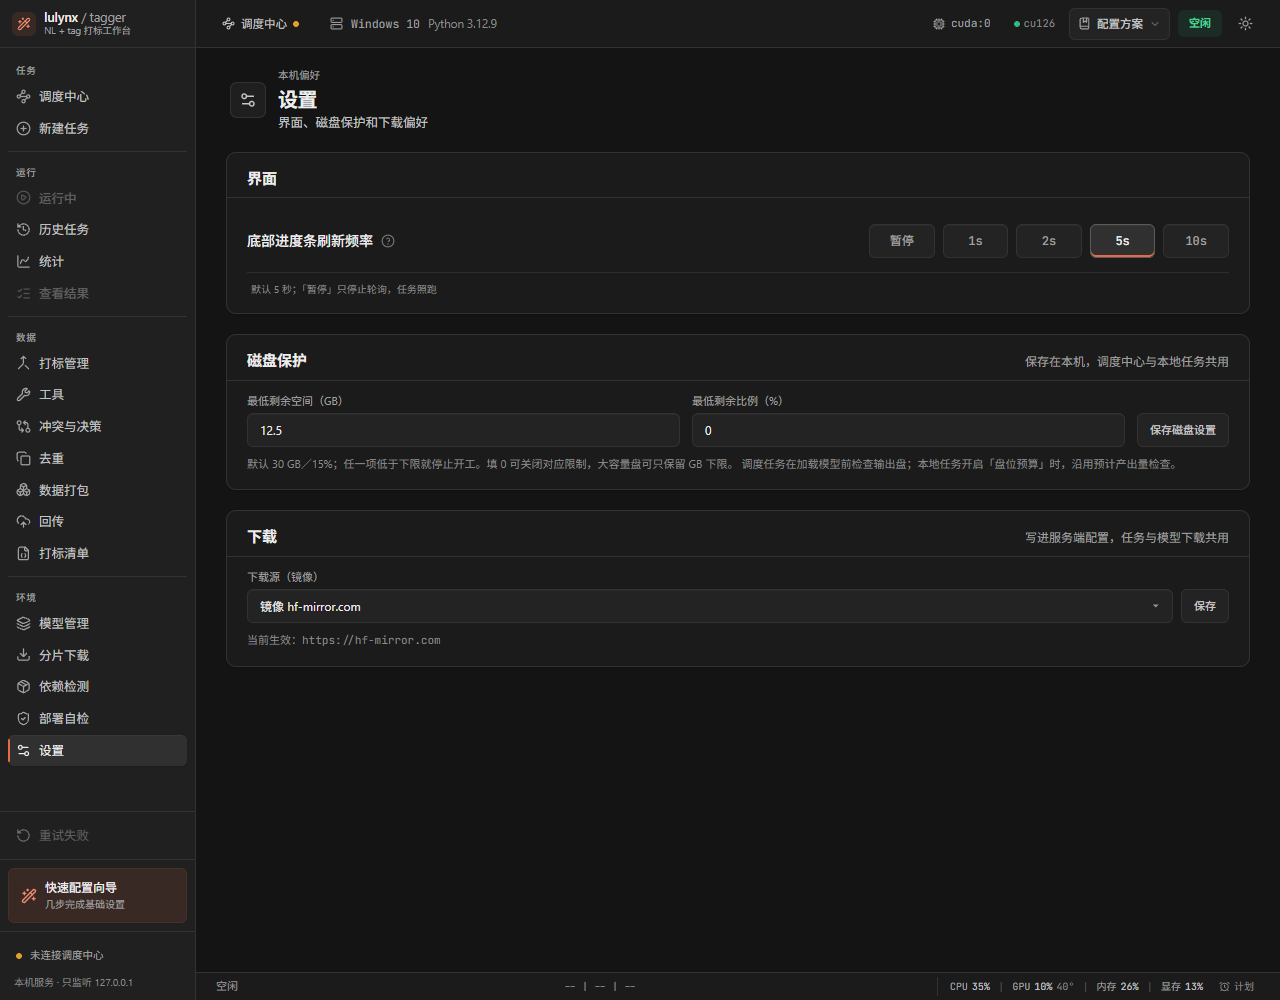 lulynx / tagger
NL + tag 打标工作台
调度中心
Windows 10 Python 3.12.9
cuda:0
cu126
配置方案
空闲
任务
调度中心
新建任务
运行
运行中
历史任务
统计
查看结果
数据
打标管理
工具
冲突与决策
去重
数据打包
回传
打标清单
环境
模型管理
分片下载
依赖检测
部署自检
设置
重试失败
快速配置向导
几步完成基础设置
未连接调度中心
本机服务 · 只监听 127.0.0.1
本机偏好
设置
界面、磁盘保护和下载偏好
界面
底部进度条刷新频率 ?
暂停 1s 2s 5s 10s
默认 5 秒；「暂停」只停止轮询，任务照跑
磁盘保护 保存在本机，调度中心与本地任务共用
最低剩余空间（GB） 最低剩余比例（%）
12.5 0 保存磁盘设置
默认 30 GB／15%；任一项低于下限就停止开工。填 0 可关闭对应限制，大容量盘可只保留 GB 下限。 调度任务在加载模型前检查输出盘；本地任务开启「盘位预算」时，沿用预计产出量检查。
下载 写进服务端配置，任务与模型下载共用
下载源（镜像）
镜像 hf-mirror.com 保存
当前生效：https://hf-mirror.com
空闲 -- | -- | -- CPU 35% | GPU 10% 40° | 内存 26% | 显存 13% 计划